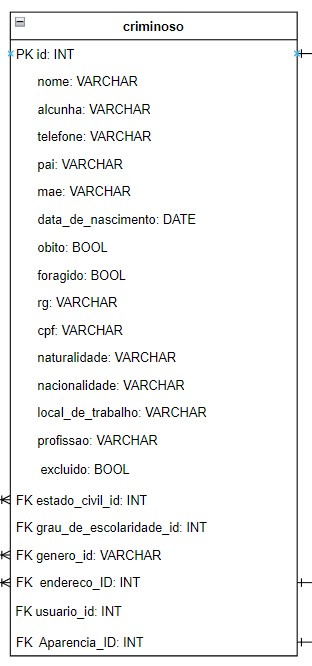 criminoso
PK id: INT
nome: VARCHAR
alcunha: VARCHAR
telefone: VARCHAR
pai: VARCHAR
mae: VARCHAR
data_de_nascimento: DATE
obito: BOOL
foragido: BOOL
rg: VARCHAR
cpf: VARCHAR
naturalidade: VARCHAR
nacionalidade: VARCHAR
local_de_trabalho: VARCHAR
profissao: VARCHAR
excluido: BOOL
FK estado_civil_id: INT
FK grau_de_escolaridade_id: INT
FK genero_id: VARCHAR
FK endereco_ID: INT
FK usuario_id: INT
FK Aparencia_ID: INT